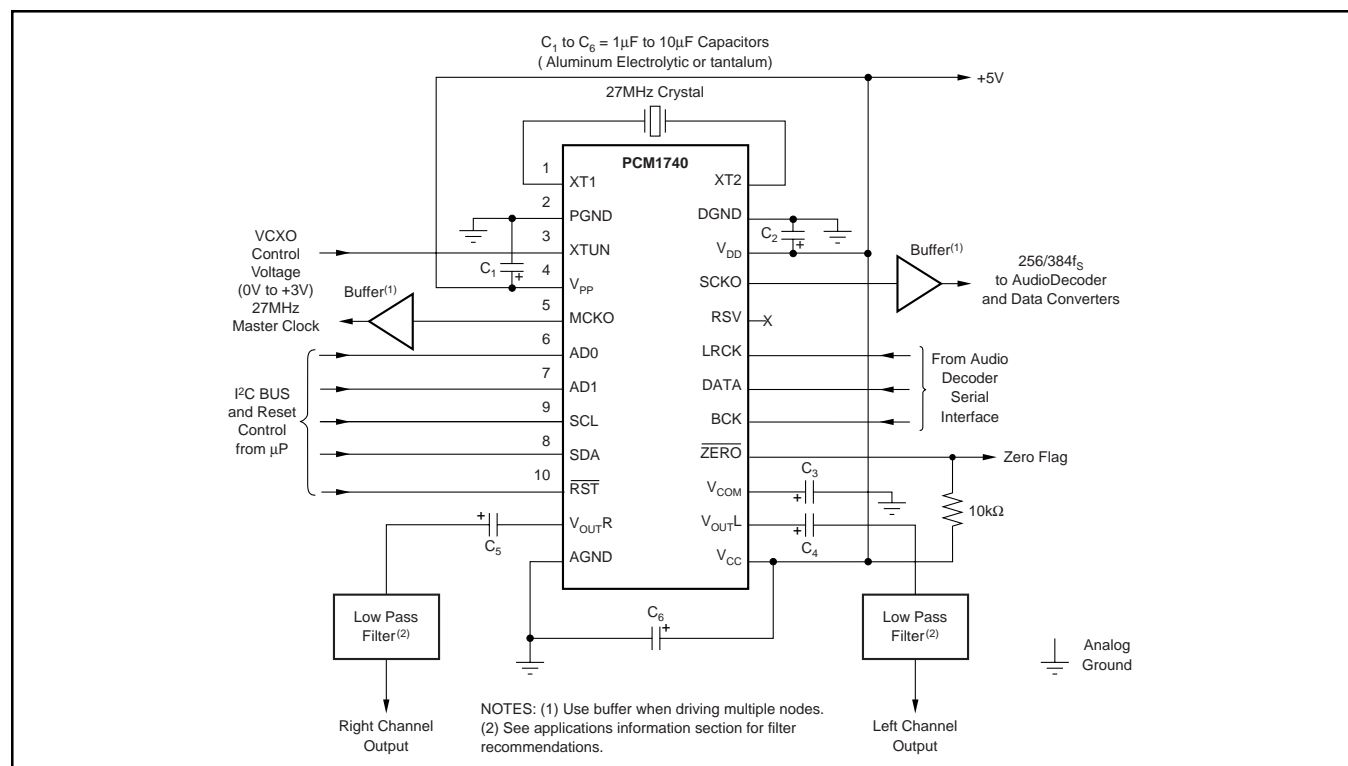 C1 to C6 = 1µF to 10µF Capacitors
( Aluminum Electrolytic or tantalum)
+5V
27MHz Crystal
PCM1740
1
XT1
XT2
2
PGND
DGND
C2
+
VCXO
Control
Voltage
(0V to +3V)
3
XTUN
VDD
C1
+
4
VPP
SCKO
Buffer(1)
256/384fS
to AudioDecoder
and Data Converters
27MHz
Master Clock
Buffer(1)
5
MCKO
RSV
X
6
AD0
LRCK
7
AD1
DATA
From Audio
Decoder
Serial
Interface
I2C BUS
and Reset
Control
from µP
9
SCL
BCK
8
SDA
ZERO
Zero Flag
10
RST
VCOM
C3
+
10kΩ
+
C5
VOUTR
VOUTL
+
C4
AGND
VCC
C6
+
Low Pass
Filter(2)
Low Pass
Filter(2)
Analog
Ground
Right Channel
Output
NOTES: (1) Use buffer when driving multiple nodes.
(2) See applications information section for filter
recommendations.
Left Channel
Output